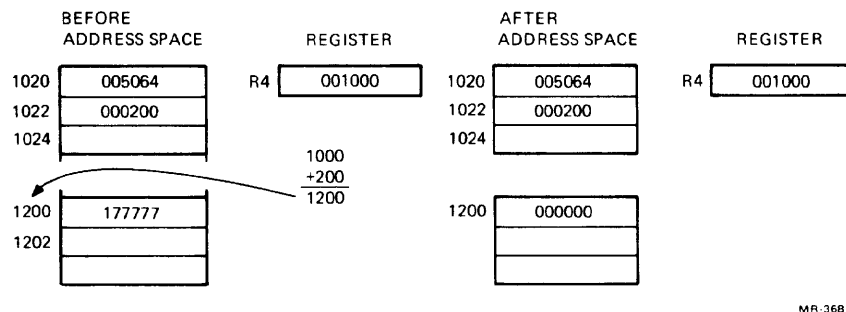 BEFORE AFTER
ADDRESS SPACE REGISTER ADDRESS SPACE REGISTER
1020 005064 R4 001000 1020 005064 R4 001000
1022 000200 1022 000200
1024 1024
1000
+200
1200
1200 177777 1200 000000
1202
MR-368